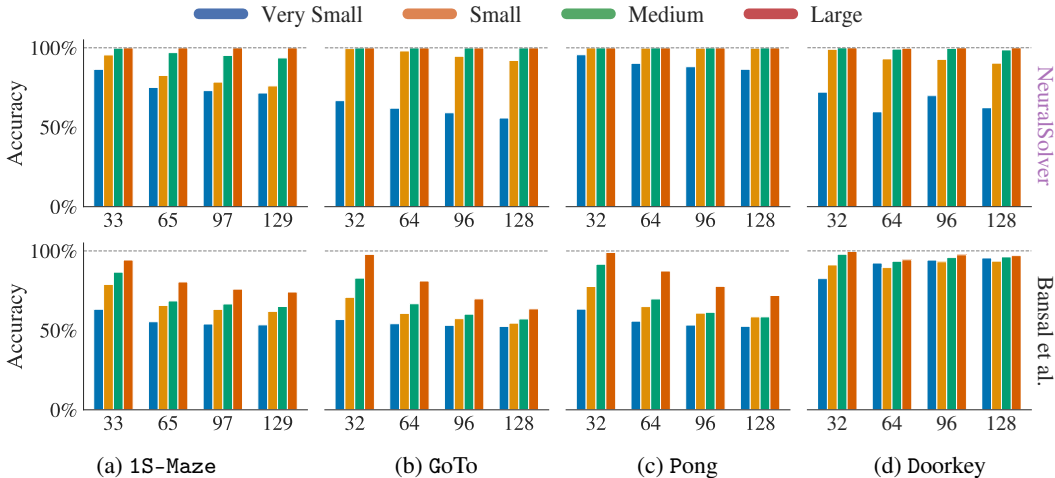 Very Small Small Medium Large
100% 50% 0% Accuracy
33 65 97 129 32 64 96 128 32 64 96 128 32 64 96 128
NeuralSolver
100% 50% 0% Accuracy
33 65 97 129 32 64 96 128 32 64 96 128 32 64 96 128
Bansal et al.
(a) 1S-Maze (b) GoTo (c) Pong (d) Doorkey